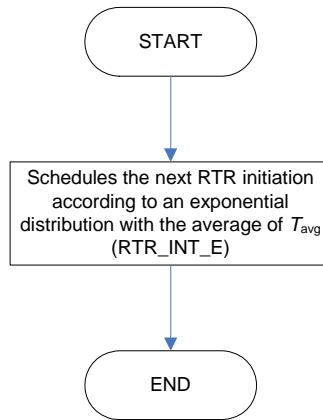 START
Schedules the next RTR initiation
according to an exponential
distribution with the average of Tavg
(RTR_INT_E)
END